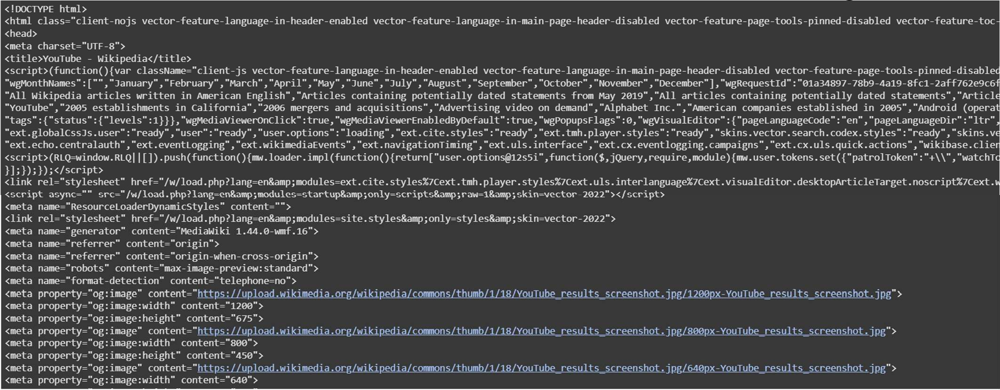 <!DOCTYPE html>
<html class="client-nojs vector-feature-language-in-header-enabled vector-feature-language-in-main-page-header-disabled vector-feature-page-tools-pinned-disabled vector-feature-toc-
<head>
<meta charset="UTF-8">
<title>YouTube - Wikipedia</title>
<script>(function(){var className="client-js vector-feature-language-in-header-enabled vector-feature-language-in-main-page-header-disabled vector-feature-page-tools-pinned-disabled
"wgMonthNames":["","January","February","March","April","May","June","July","August","September","October","November","December"],"wgRequestId":"01a34897-78b9-4a19-8fc1-2aff762e9c6f
"All Wikipedia articles written in American English","Articles containing potentially dated statements from May 2019","All articles containing potentially dated statements","Article
"YouTube","2005 establishments in California","2006 mergers and acquisitions","Advertising video on demand","Alphabet Inc.","American companies established in 2005","Android (operat
"tags":{"status":{"levels":1}}},"wgMediaViewerOnClick":true,"wgMediaViewerEnabledByDefault":true,"wgPopupsFlags":0,"wgVisualEditor":{"pageLanguageCode":"en","pageLanguageDir":"ltr",
"ext.globalCssJs.user":"ready","user":"ready","user.options":"loading","ext.cite.styles":"ready","ext.tmh.player.styles":"ready","skins.vector.search.codex.styles":"ready","skins.ve
"ext.echo.centralauth","ext.eventLogging","ext.wikimediaEvents","ext.navigationTiming","ext.uls.interface","ext.cx.eventlogging.campaigns","ext.cx.uls.quick.actions","wikibase.clien
<script>(RLQ=window.RLQ||[]).push(function(){mw.loader.impl(function(){return["user.options@12s5i",function($,jQuery,require,module){mw.user.tokens.set({"patrolToken":"+\\","watchTo
}];});});</script>
<link rel="stylesheet" href="/w/load.php?lang=en&amp;modules=ext.cite.styles%7Cext.tmh.player.styles%7Cext.uls.interlanguage%7Cext.visualEditor.desktopArticleTarget.noscript%7Cext.w
<script async="" src="/w/load.php?lang=en&amp;modules=startup&amp;only=scripts&amp;raw=1&amp;skin=vector-2022"></script>
<meta name="ResourceLoaderDynamicStyles" content="">
<link rel="stylesheet" href="/w/load.php?lang=en&amp;modules=site.styles&amp;only=styles&amp;skin=vector-2022">
<meta name="generator" content="MediaWiki 1.44.0-wmf.16">
<meta name="referrer" content="origin">
<meta name="referrer" content="origin-when-cross-origin">
<meta name="robots" content="max-image-preview:standard">
<meta name="format-detection" content="telephone=no">
<meta property="og:image" content="https://upload.wikimedia.org/wikipedia/commons/thumb/1/18/YouTube_results_screenshot.jpg/1200px-YouTube_results_screenshot.jpg">
<meta property="og:image:width" content="1200">
<meta property="og:image:height" content="675">
<meta property="og:image" content="https://upload.wikimedia.org/wikipedia/commons/thumb/1/18/YouTube_results_screenshot.jpg/800px-YouTube_results_screenshot.jpg">
<meta property="og:image:width" content="800">
<meta property="og:image:height" content="450">
<meta property="og:image" content="https://upload.wikimedia.org/wikipedia/commons/thumb/1/18/YouTube_results_screenshot.jpg/640px-YouTube_results_screenshot.jpg">
<meta property="og:image:width" content="640">